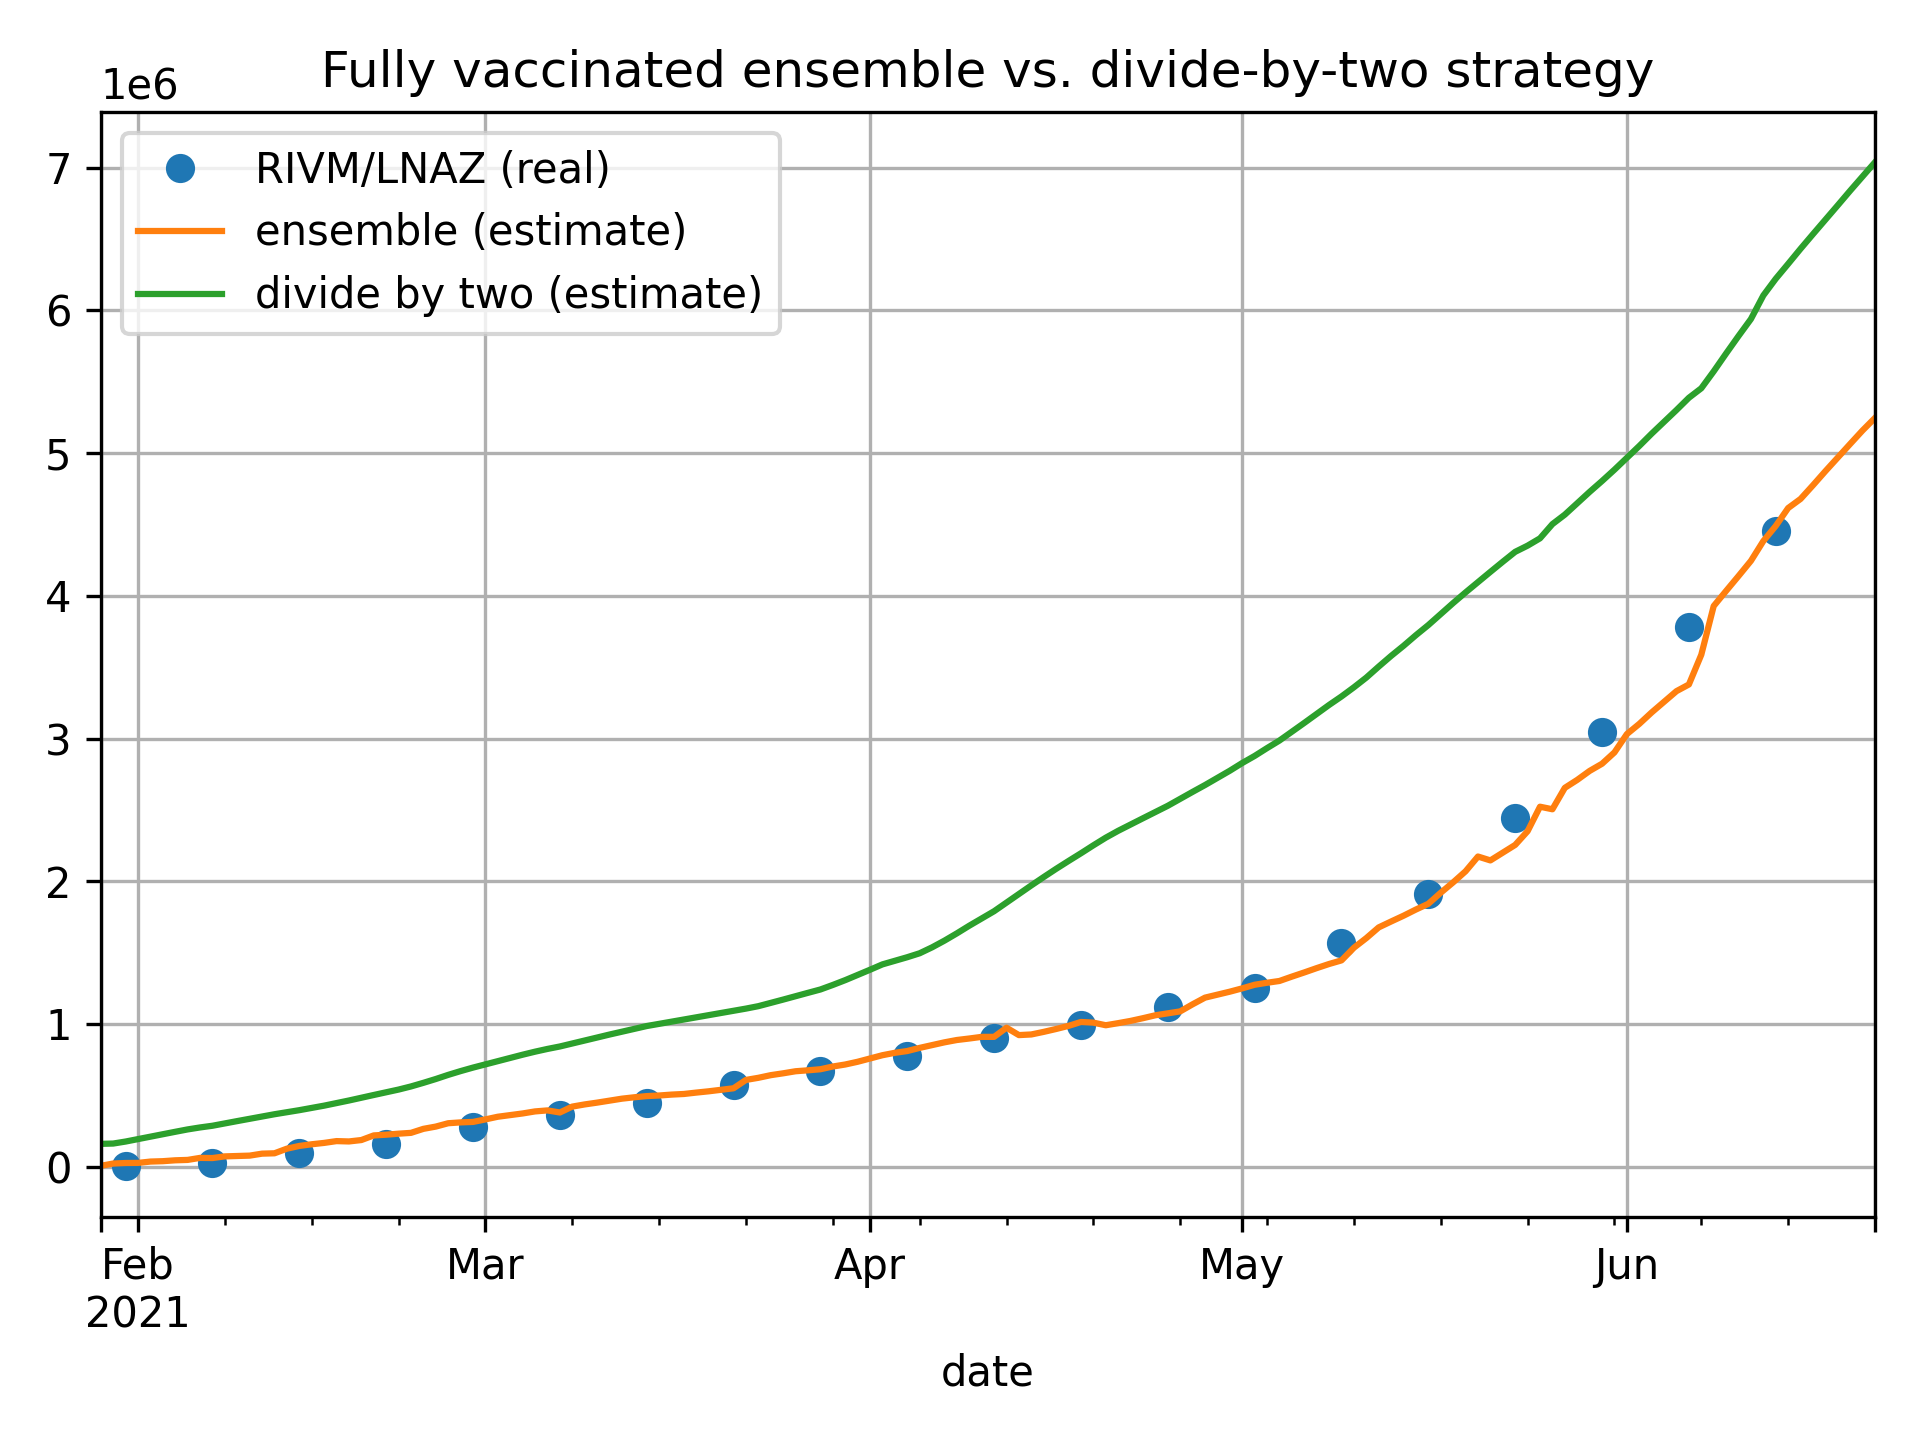 Fully vaccinated ensemble vs. divide-by-two strategy
1e6
RIVM/LNAZ (real)
ensemble (estimate)
divide by two (estimate)
7
6
5
4
3
2
1
0
Feb Mar Apr May Jun
2021
date